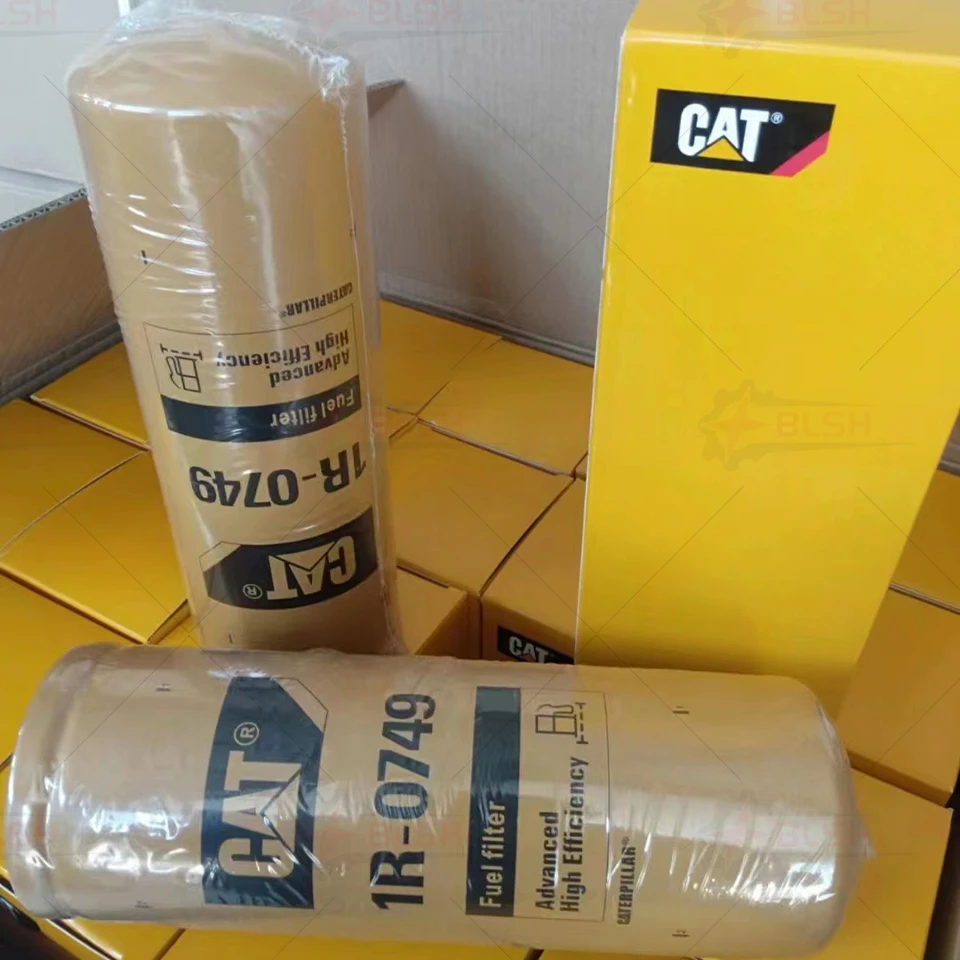 CAT®
CATERPILLAR®
Advanced
High Efficiency
Fuel filter
1R-0749
CAT®
CAT
CAT®
1R-0749
Fuel filter
Advanced
High Efficiency
CATERPILLAR®
BLSH
BLSH
BLSH